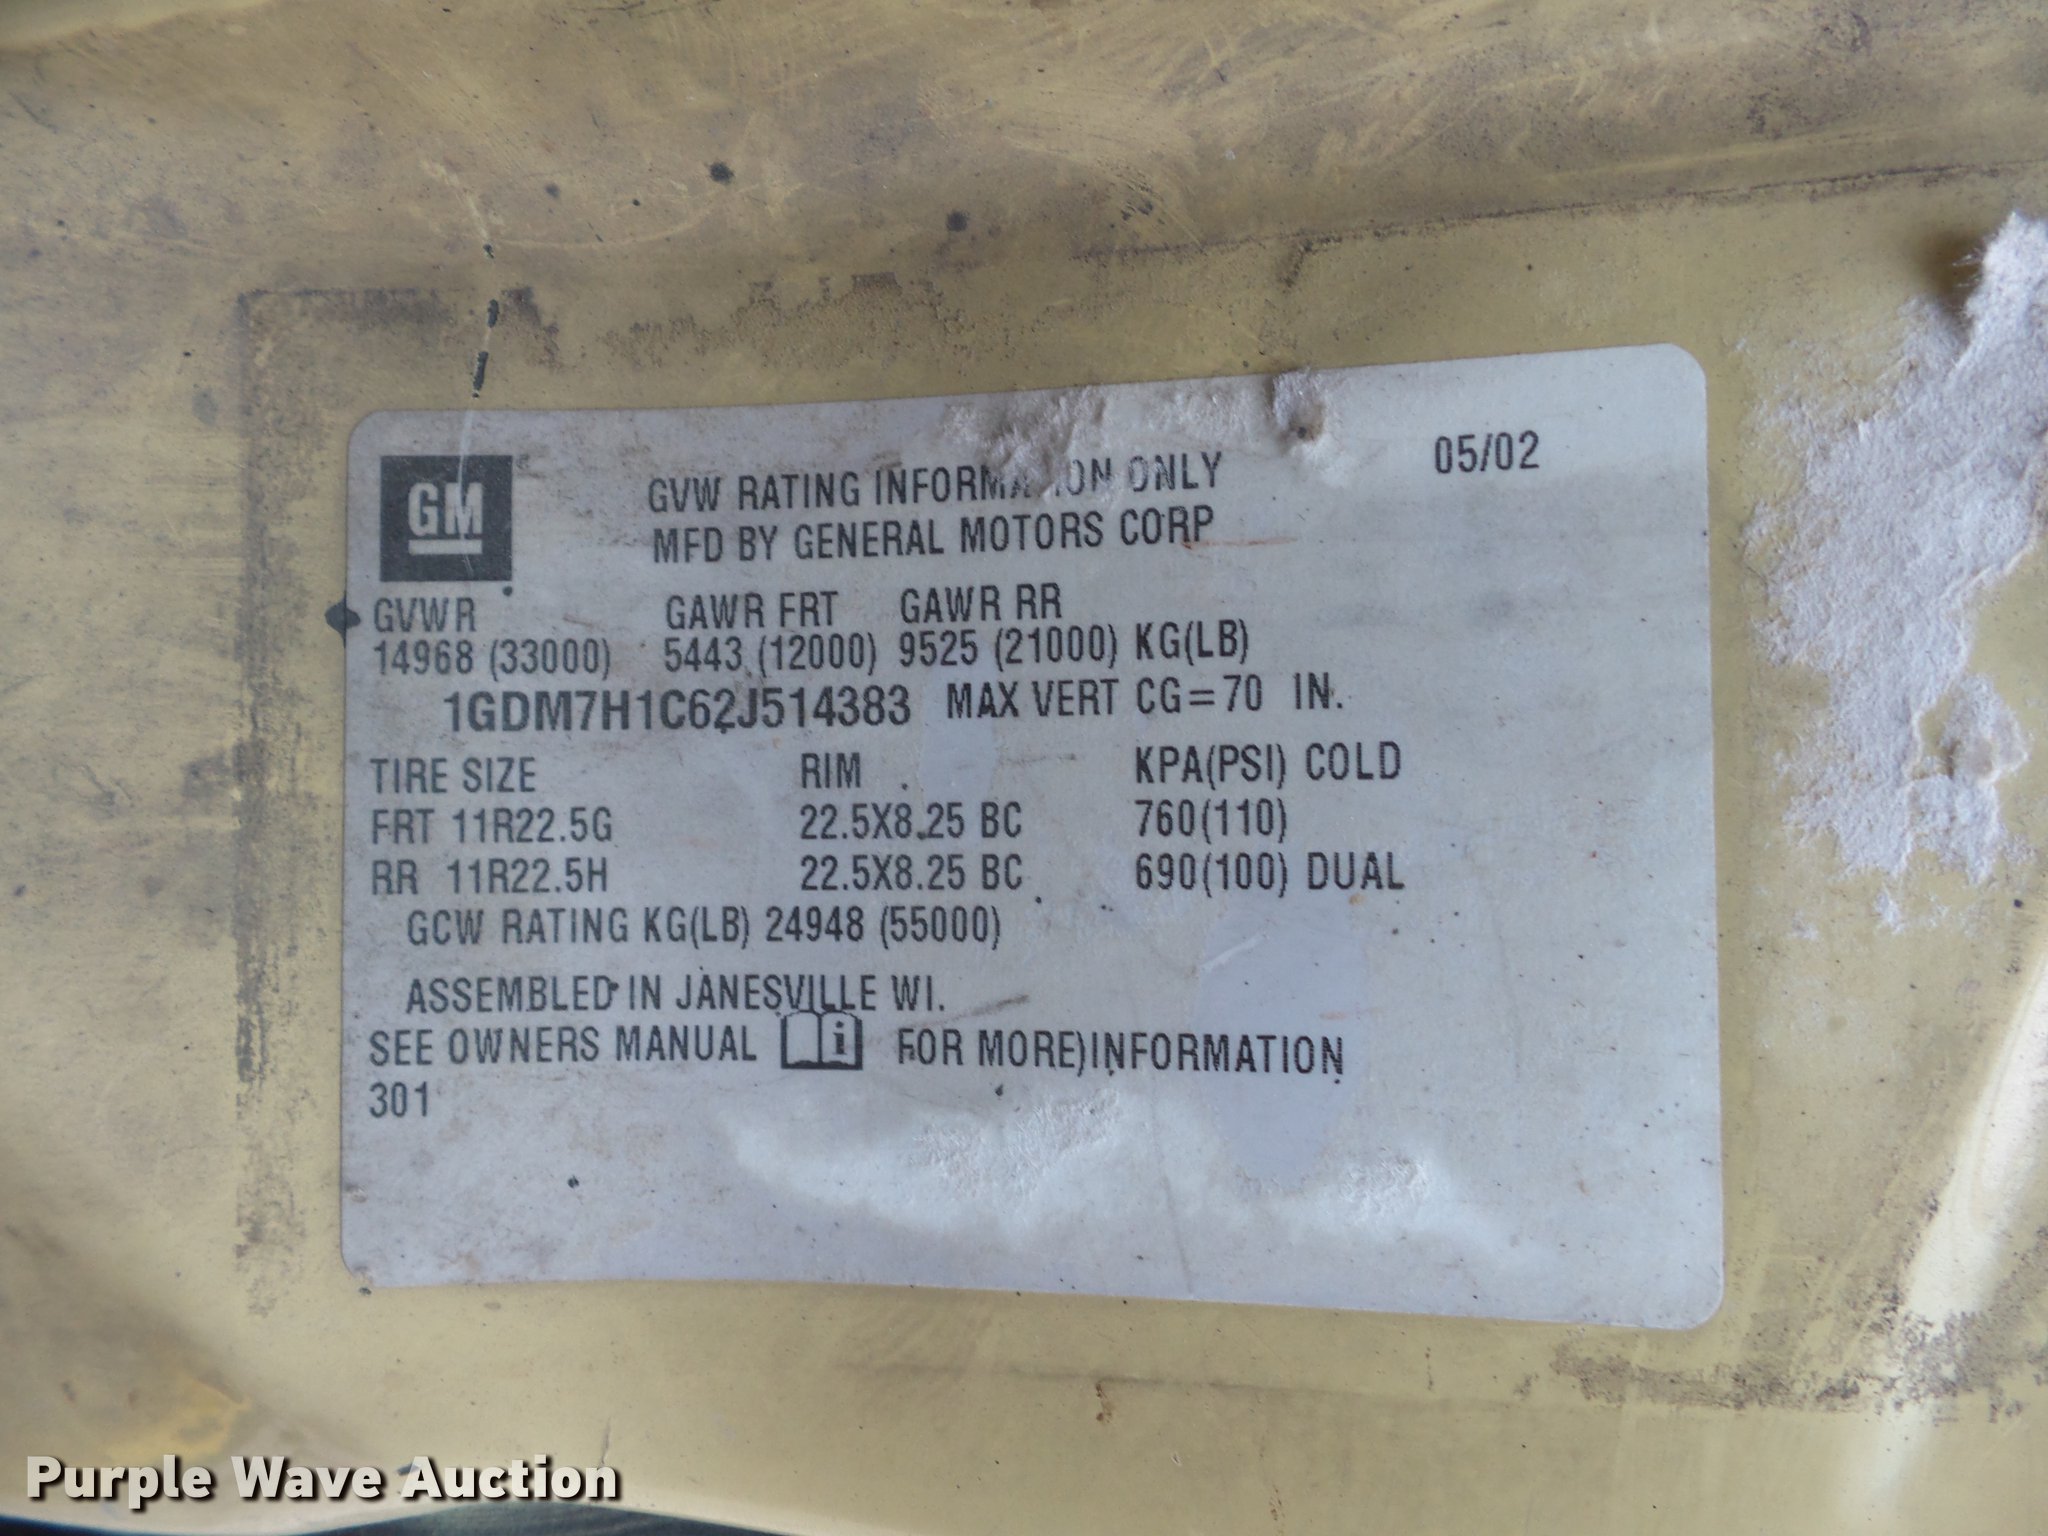 GM
GVW RATING INFORMATION ONLY 05/02
MFD BY GENERAL MOTORS CORP
GVWR GAWR FRT GAWR RR
14968 (33000) 5443 (12000) 9525 (21000) KG(LB)
1GDM7H1C62J514383 MAX VERT CG=70 IN.
TIRE SIZE RIM KPA(PSI) COLD
FRT 11R22.5G 22.5X8.25 BC 760(110)
RR 11R22.5H 22.5X8.25 BC 690(100) DUAL
GCW RATING KG(LB) 24948 (55000)
ASSEMBLED IN JANESVILLE WI.
SEE OWNERS MANUAL i FOR MORE)INFORMATION
301
Purple Wave Auction